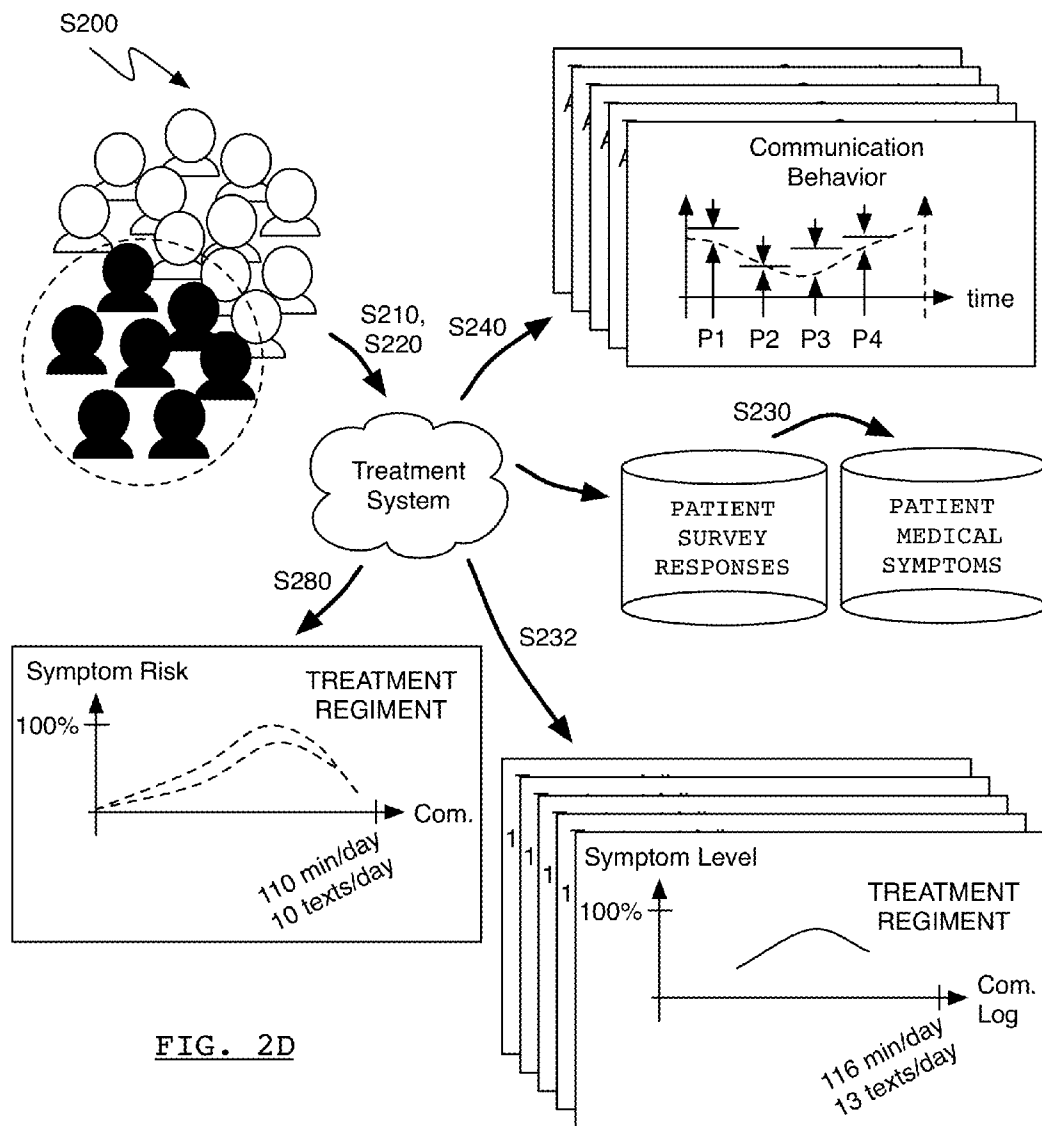 S200
Communication
Behavior
time
P1 P2 P3 P4
S210,
S220
S240
S230
Treatment
System
PATIENT
SURVEY
RESPONSES
PATIENT
MEDICAL
SYMPTOMS
S280
S232
Symptom Risk
TREATMENT
REGIMENT
100%
Com.
110 min/day
10 texts/day
Symptom Level
TREATMENT
REGIMENT
100%
Com.
Log
116 min/day
13 texts/day
FIG. 2D